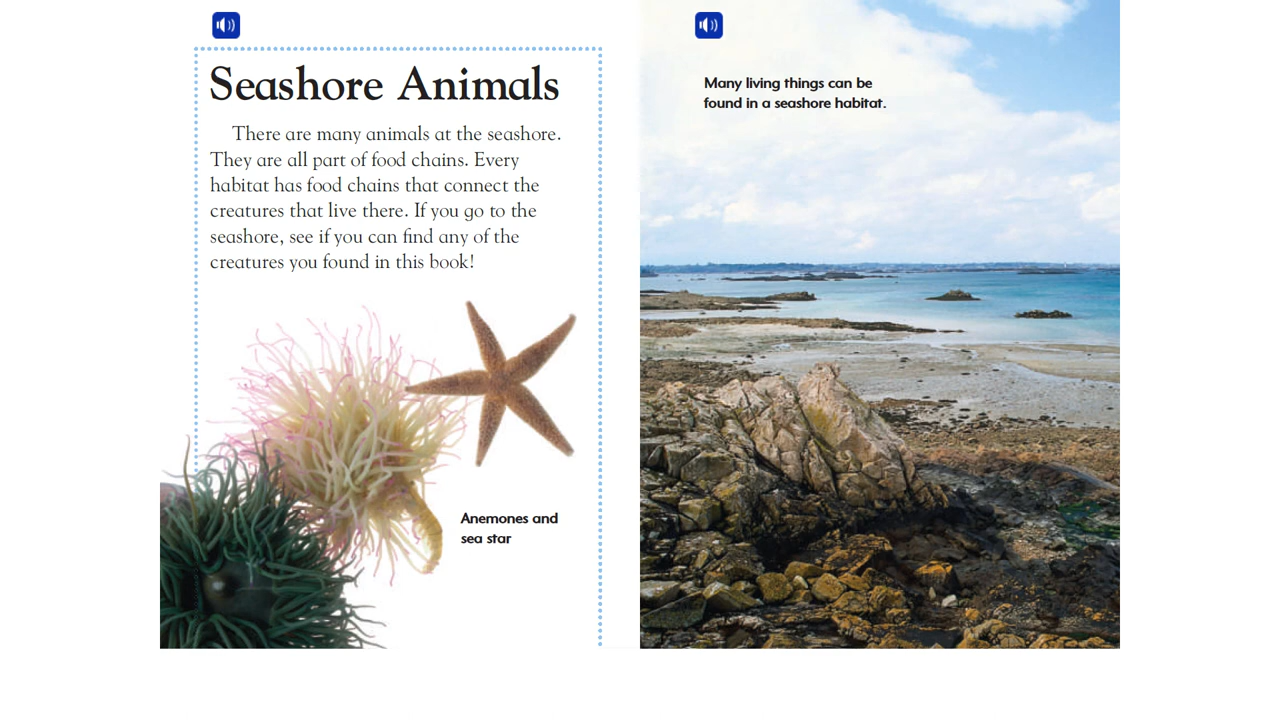 Seashore Animals
There are many animals at the seashore.
They are all part of food chains. Every
habitat has food chains that connect the
creatures that live there. If you go to the
seashore, see if you can find any of the
creatures you found in this book!
Anemones and
sea star
Many living things can be
found in a seashore habitat.